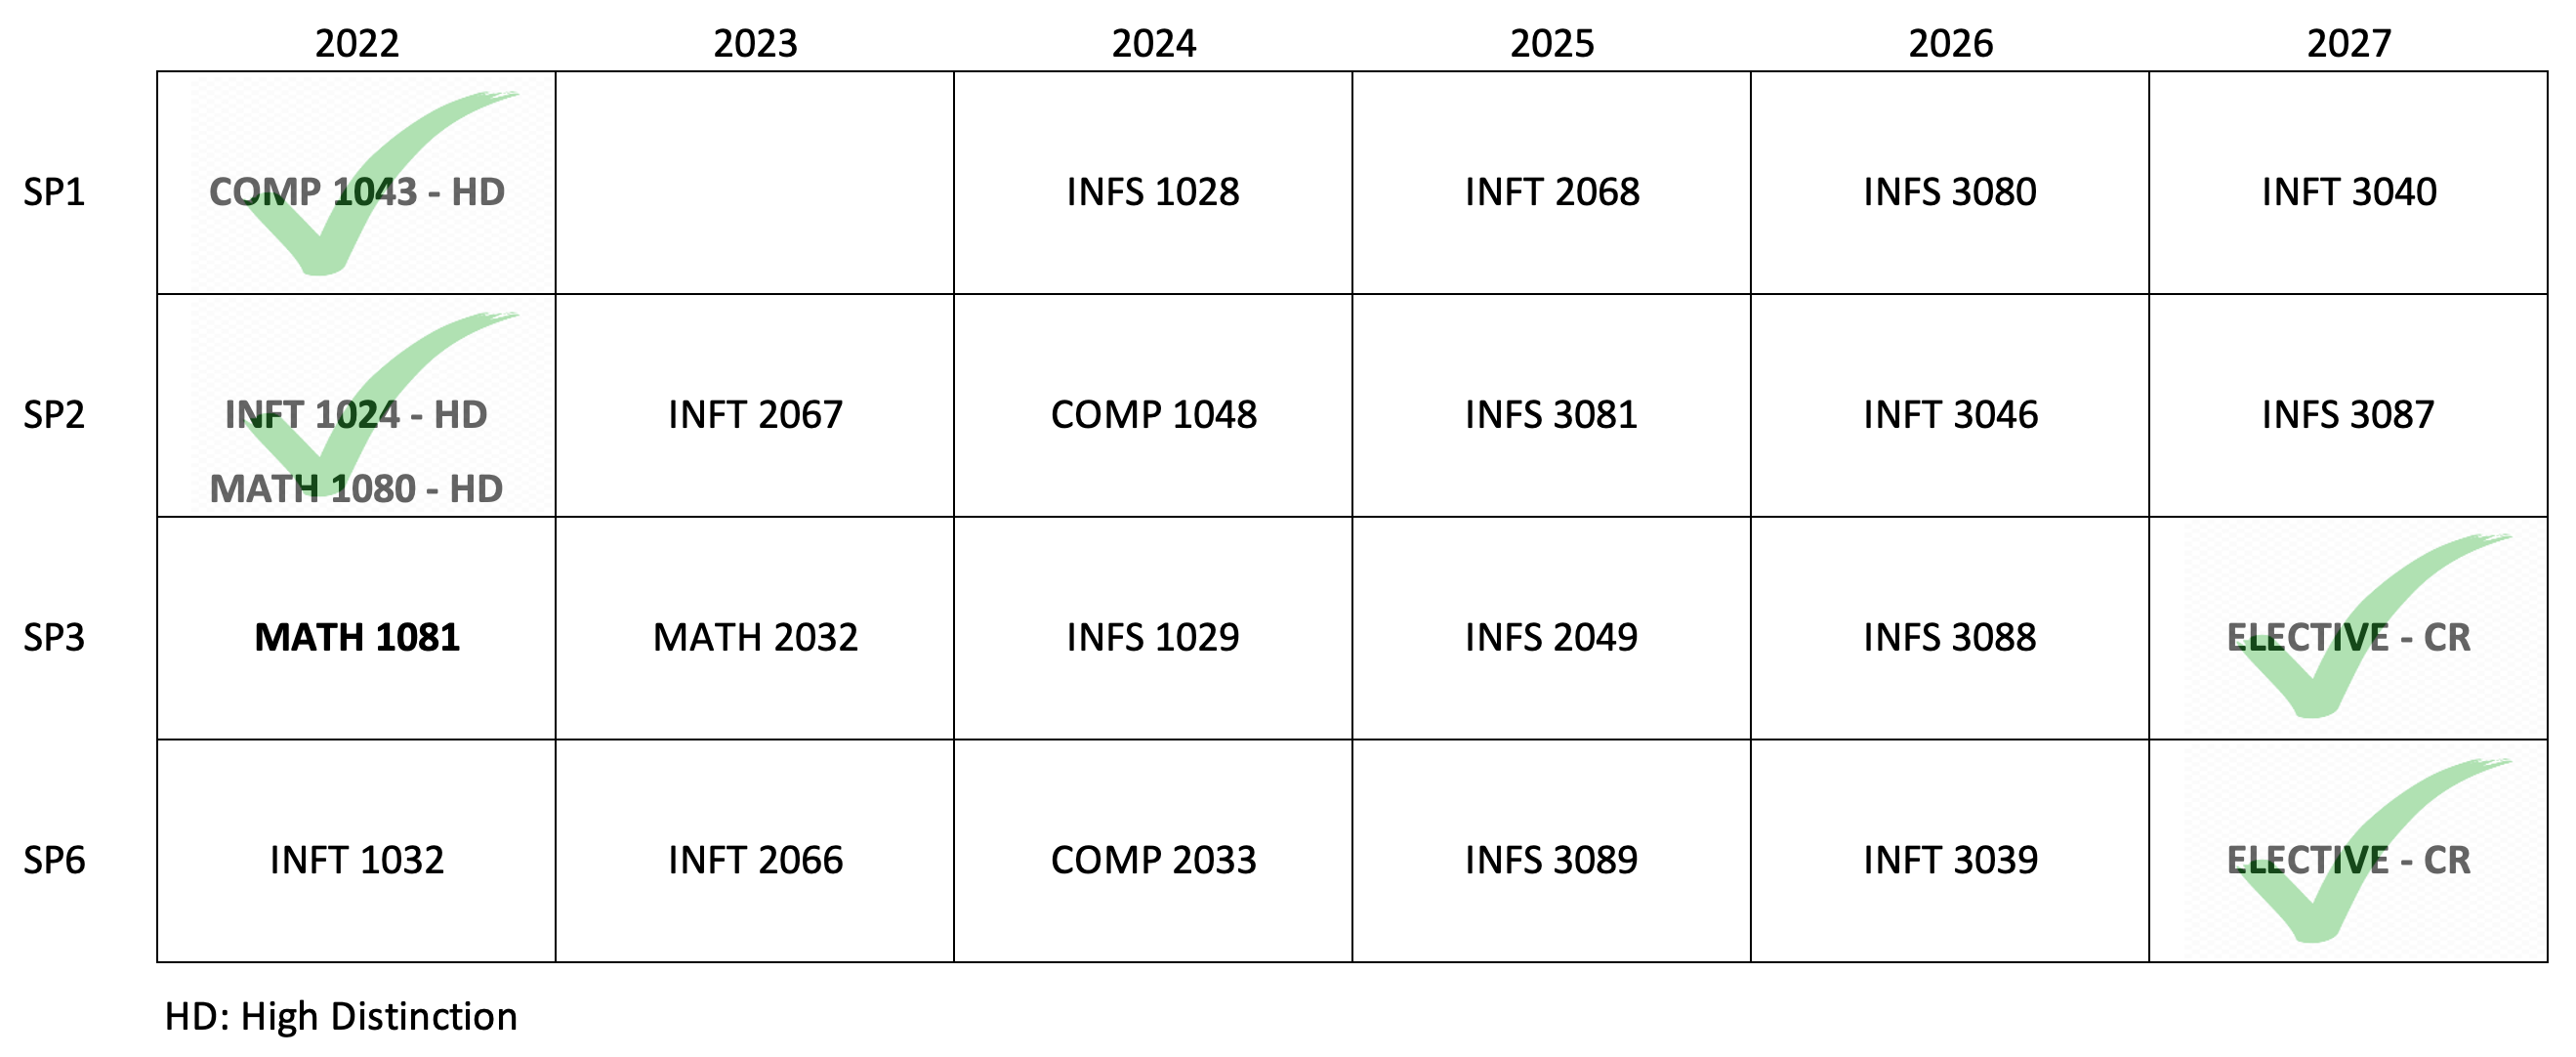 2022 2023 2024 2025 2026 2027
SP1 COMP 1043 - HD INFS 1028 INFT 2068 INFS 3080 INFT 3040
SP2 INFT 1024 - HD INFT 2067 COMP 1048 INFS 3081 INFT 3046 INFS 3087
MATH 1080 - HD
SP3 MATH 1081 MATH 2032 INFS 1029 INFS 2049 INFS 3088 ELECTIVE - CR
SP6 INFT 1032 INFT 2066 COMP 2033 INFS 3089 INFT 3039 ELECTIVE - CR
HD: High Distinction